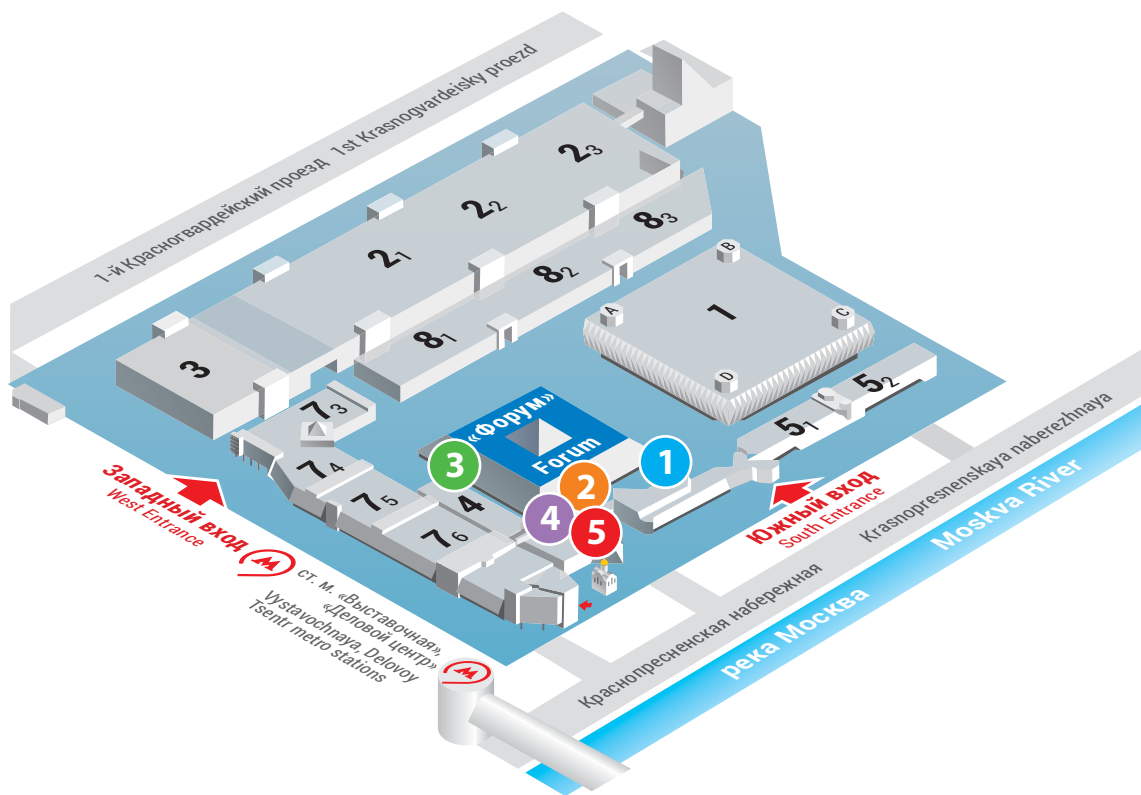 1-й Красногвардейский проезд 1st Krasnogvardeisky proezd
2₃
2₂
2₁
8₃
8₂
8₁
3
B
A
C
D
1
5₂
5₁
7₃
7₄
7₅
7₆
4
«Форум»
Forum
1
2
3
4
5
Западный вход
West Entrance
Южный вход
South Entrance
М
ст. м. «Выставочная»,
«Деловой центр»
Vystavochnaya, Delovoy
Tsentr metro stations
М
Краснопресненская набережная
Krasnopresnenskaya naberezhnaya
река Москва
Moskva River